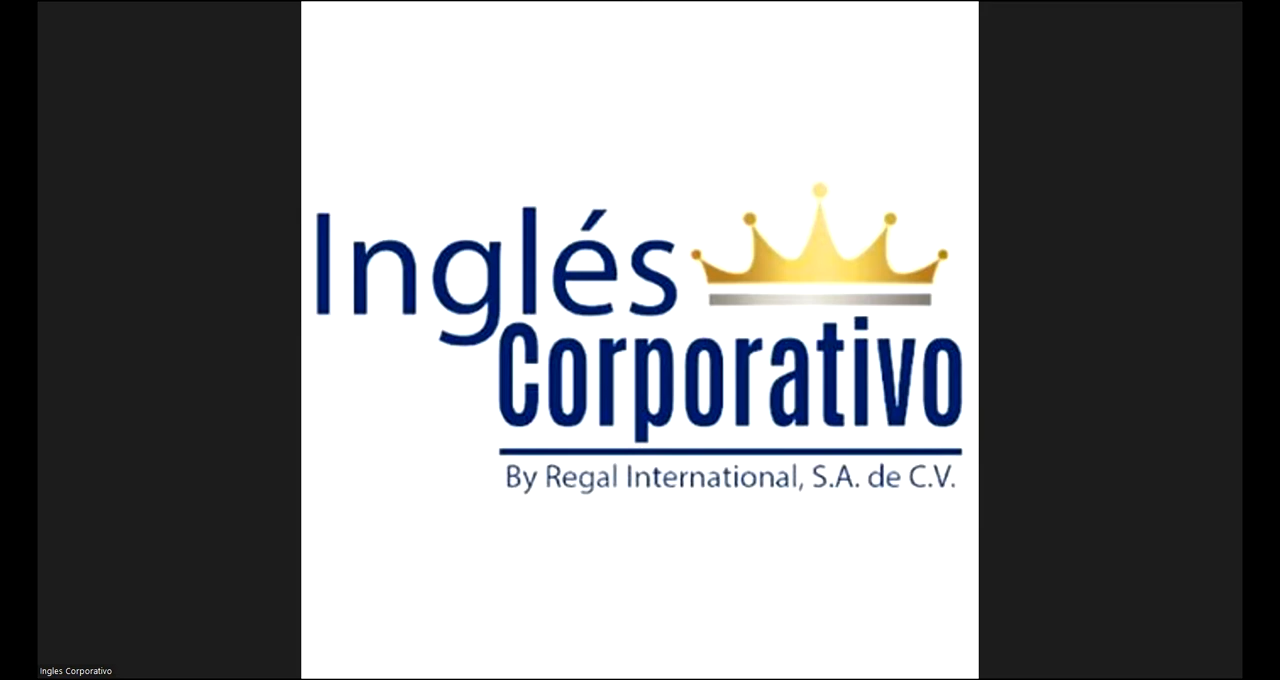 Inglés
Corporativo
By Regal International, S.A. de C.V.
Ingles Corporativo